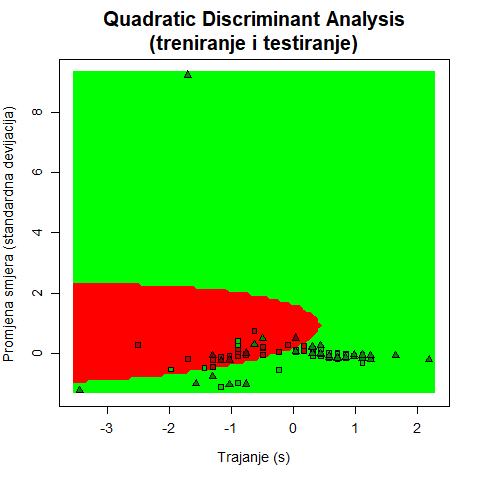 Quadratic Discriminant Analysis
(treniranje i testiranje)
Promjena smjera (standardna devijacija)
8
6
4
2
0
-3
-2
-1
0
1
2
Trajanje (s)